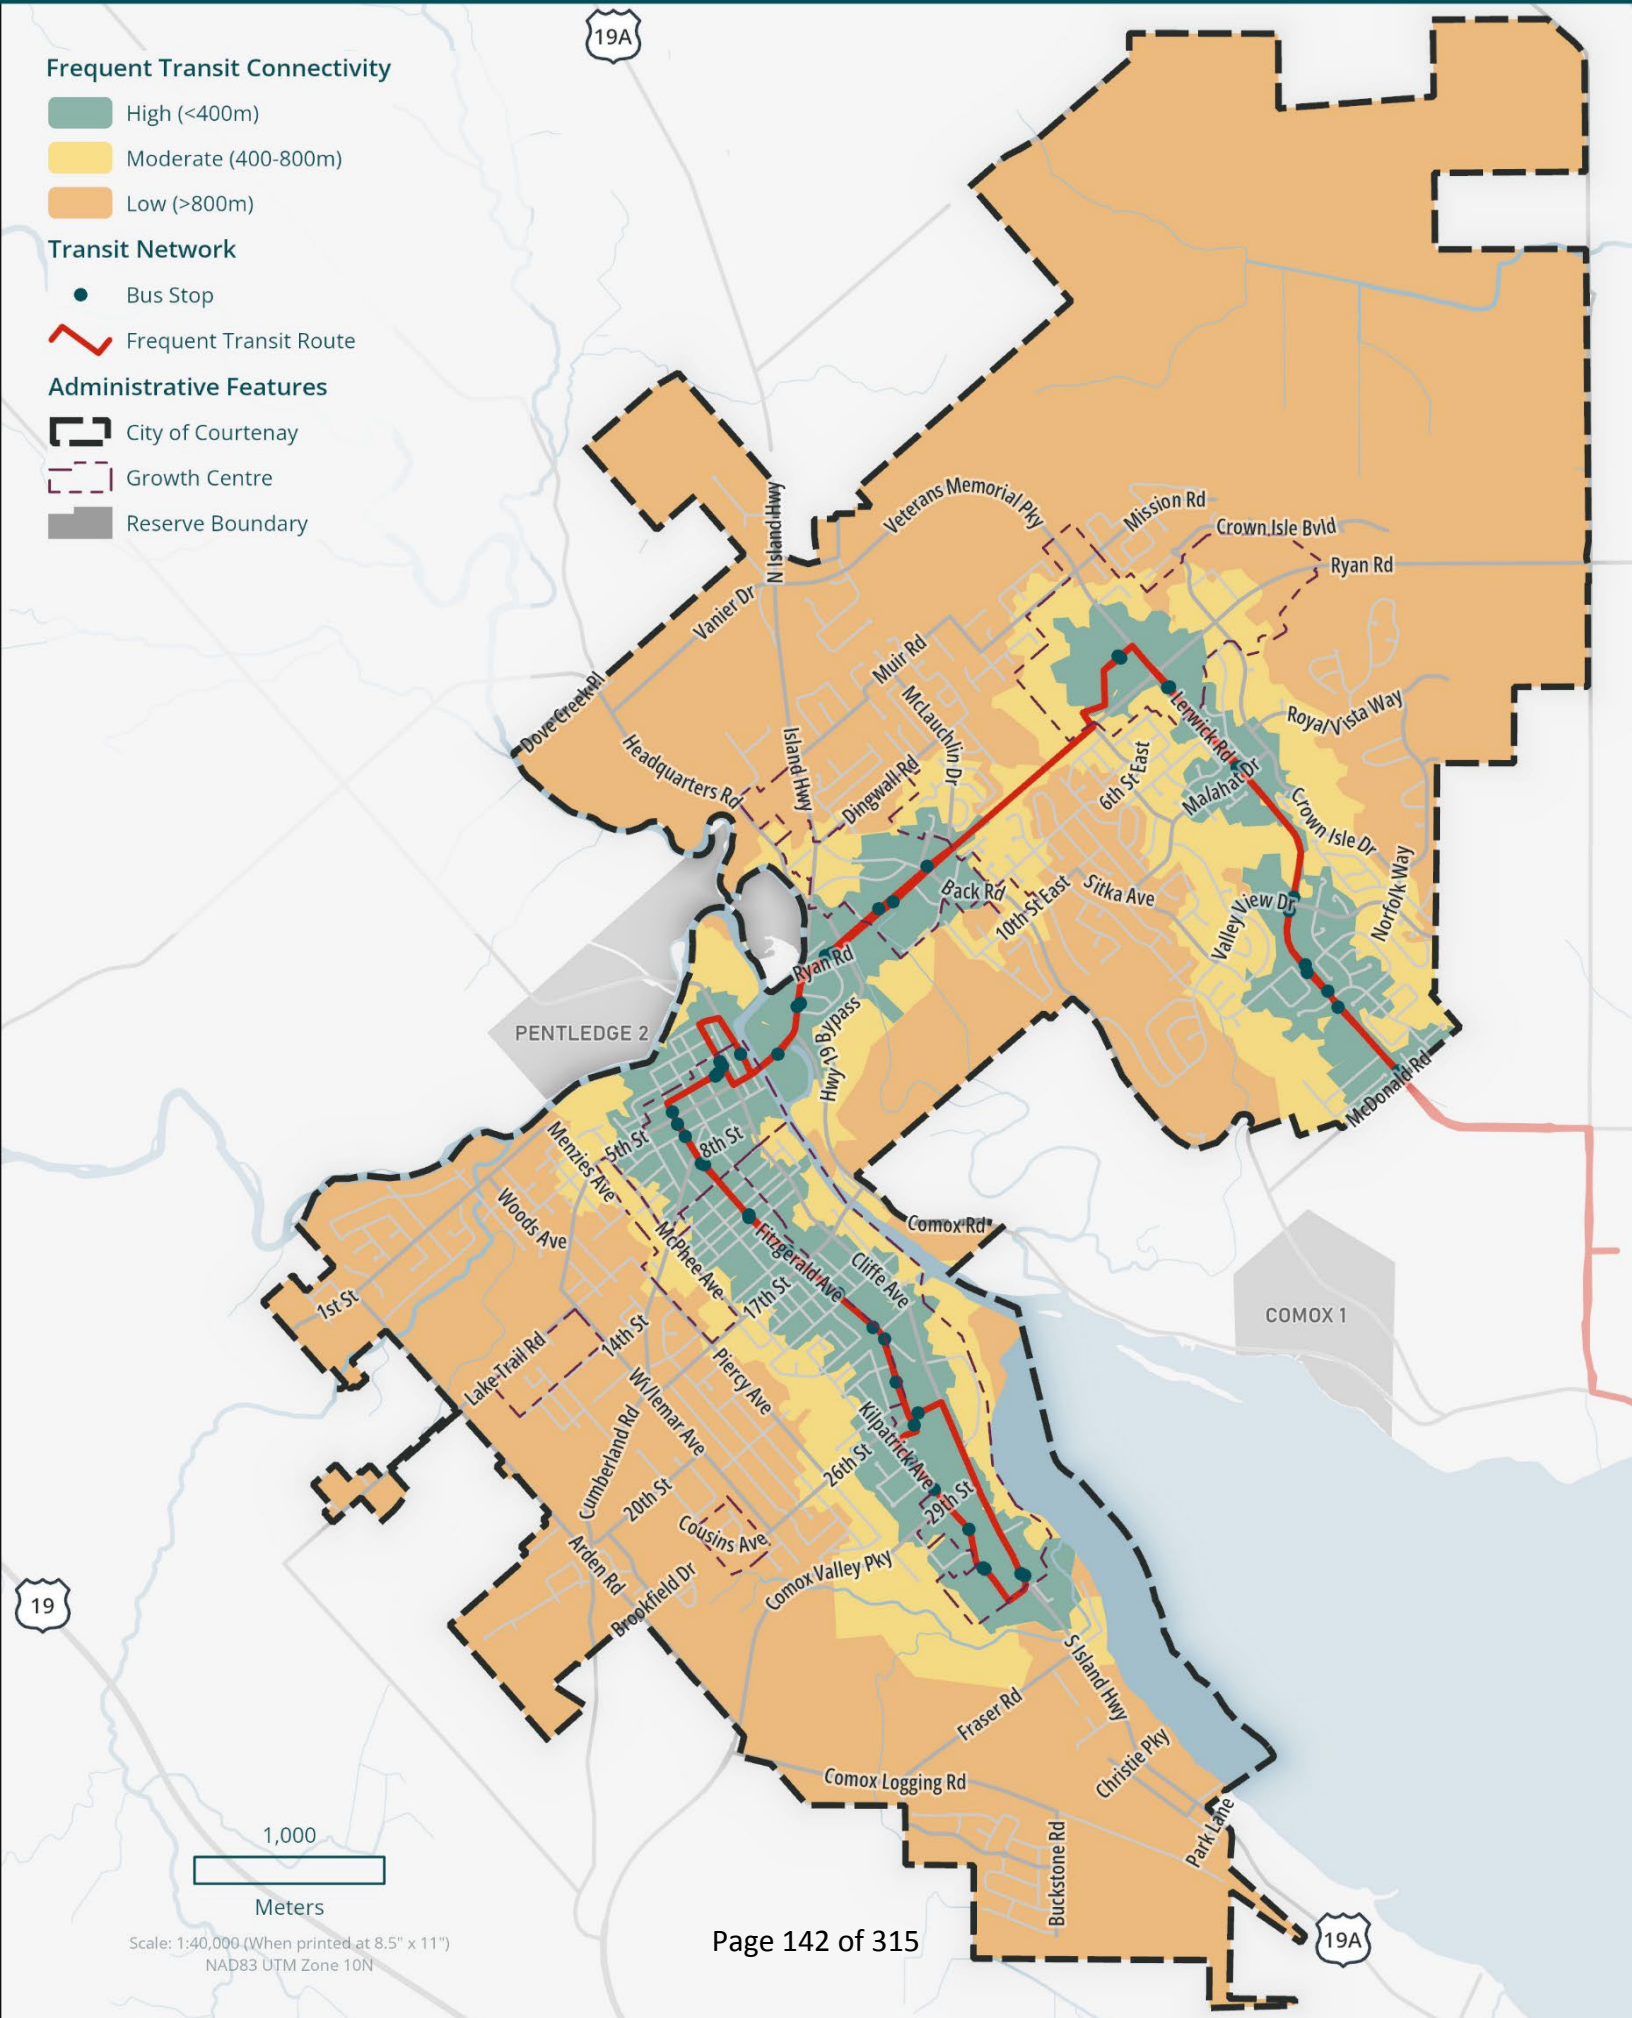 19A
Frequent Transit Connectivity
High (<400m)
Moderate (400-800m)
Low (>800m)
Transit Network
Bus Stop
Frequent Transit Route
Administrative Features
City of Courtenay
Growth Centre
Reserve Boundary
N Island Hwy
Veterans Memorial Pky
Mission Rd
Crown Isle Bvld
Ryan Rd
Vanier Dr
Muir Rd
Dove Creek Pl
McLauchlin Dr
Lerwick Rd
Royal Vista Way
Headquarters Rd
Island Hwy
Dingwall Rd
6th St East
Malahat Dr
Crown Isle Dr
Back Rd
10th St East
Sitka Ave
Valley View Dr
Norfolk Way
Ryan Rd
PENTLEDGE 2
Hwy 19 Bypass
McDonald Rd
Menzies Ave
5th St
8th St
Woods Ave
McPhee Ave
Fitzgerald Ave
Cliffe Ave
Comox Rd
1st St
17th St
COMOX 1
14th St
Lake Trail Rd
Piercy Ave
Willemar Ave
Cumberland Rd
Kilpatrick Ave
26th St
20th St
29th St
Cousins Ave
Arden Rd
Comox Valley Pky
Brookfield Dr
19
S Island Hwy
Fraser Rd
Christie Pky
Comox Logging Rd
Park Lane
Buckstone Rd
1,000
Meters
Scale: 1:40,000 (When printed at 8.5" x 11")
NAD83 UTM Zone 10N
Page 142 of 315
19A